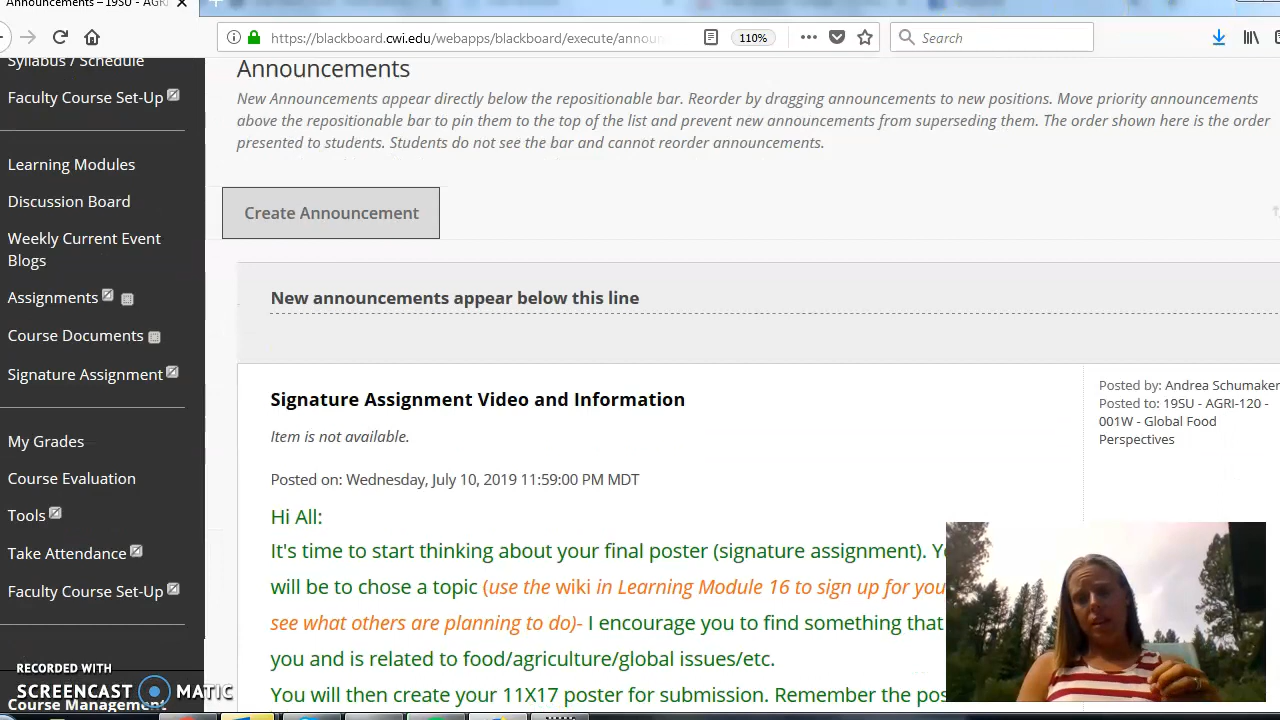 Announcements – 19SU - AGRI
https://blackboard.cwi.edu/webapps/blackboard/execute/annou
110%
Search
Syllabus / Schedule
Faculty Course Set-Up
Learning Modules
Discussion Board
Weekly Current Event
Blogs
Assignments
Course Documents
Signature Assignment
My Grades
Course Evaluation
Tools
Take Attendance
Faculty Course Set-Up
RECORDED WITH
SCREENCAST MATIC
Course Management
Announcements
New Announcements appear directly below the repositionable bar. Reorder by dragging announcements to new positions. Move priority announcements
above the repositionable bar to pin them to the top of the list and prevent new announcements from superseding them. The order shown here is the order
presented to students. Students do not see the bar and cannot reorder announcements.
Create Announcement
New announcements appear below this line
Signature Assignment Video and Information
Item is not available.
Posted on: Wednesday, July 10, 2019 11:59:00 PM MDT
Hi All:
It's time to start thinking about your final poster (signature assignment).
will be to chose a topic (use the wiki in Learning Module 16 to sign up for
see what others are planning to do)- I encourage you to find something that
you and is related to food/agriculture/global issues/etc.
You will then create your 11X17 poster for submission. Remember the
Posted by: Andrea Schumaker
Posted to: 19SU - AGRI-120 -
001W - Global Food
Perspectives